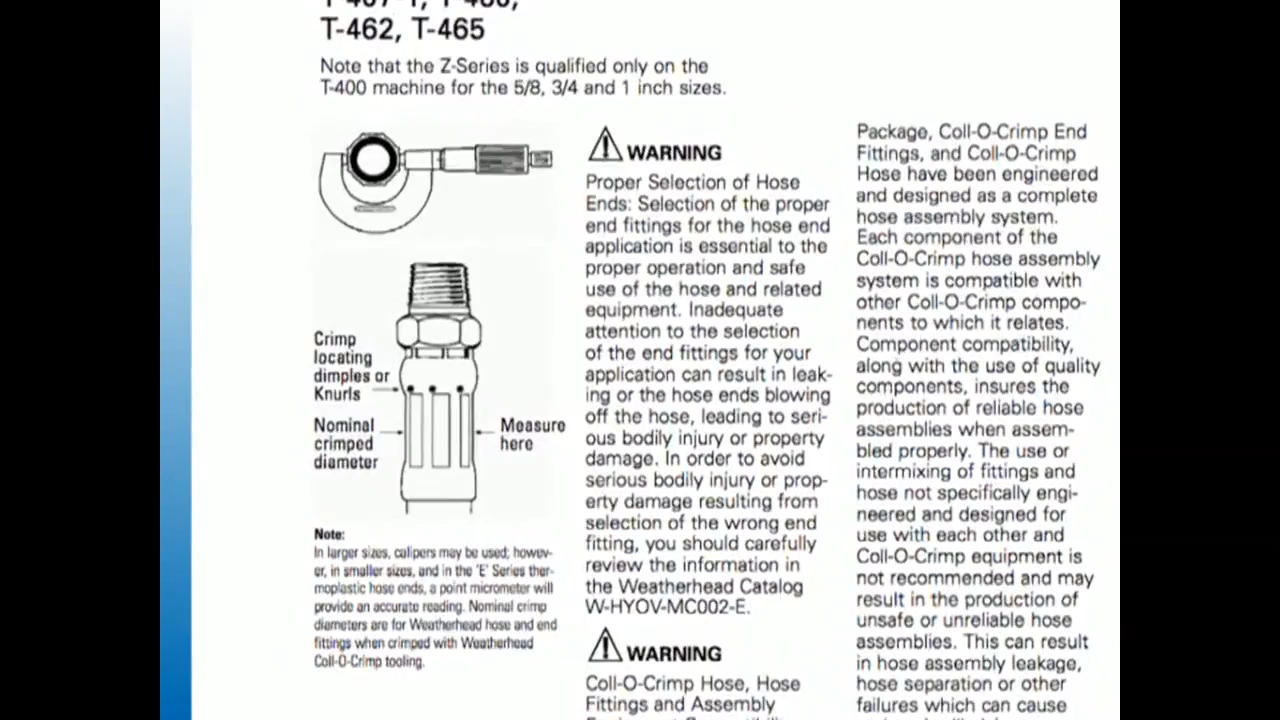 T-462, T-465
Note that the Z-Series is qualified only on the
T-400 machine for the 5/8, 3/4 and 1 inch sizes.
Crimp
locating
dimples or
Knurls
Nominal
crimped
diameter
Measure
here
Note:
In larger sizes, calipers may be used; howev-
er, in smaller sizes, and in the 'E' Series ther-
moplastic hose ends, a point micrometer will
provide an accurate reading. Nominal crimp
diameters are for Weatherhead hose and end
fittings when crimped with Weatherhead
Coll-O-Crimp tooling.
WARNING
Proper Selection of Hose
Ends: Selection of the proper
end fittings for the hose end
application is essential to the
proper operation and safe
use of the hose and related
equipment. Inadequate
attention to the selection
of the end fittings for your
application can result in leak-
ing or the hose ends blowing
off the hose, leading to seri-
ous bodily injury or property
damage. In order to avoid
serious bodily injury or prop-
erty damage resulting from
selection of the wrong end
fitting, you should carefully
review the information in
the Weatherhead Catalog
W-HYOV-MC002-E.
WARNING
Coll-O-Crimp Hose, Hose
Fittings and Assembly
Package, Coll-O-Crimp End
Fittings, and Coll-O-Crimp
Hose have been engineered
and designed as a complete
hose assembly system.
Each component of the
Coll-O-Crimp hose assembly
system is compatible with
other Coll-O-Crimp compo-
nents to which it relates.
Component compatibility,
along with the use of quality
components, insures the
production of reliable hose
assemblies when assem-
bled properly. The use or
intermixing of fittings and
hose not specifically engi-
neered and designed for
use with each other and
Coll-O-Crimp equipment is
not recommended and may
result in the production of
unsafe or unreliable hose
assemblies. This can result
in hose assembly leakage,
hose separation or other
failures which can cause